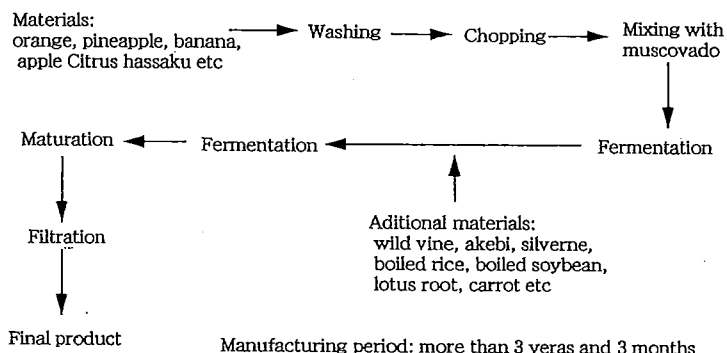 Materials:
orange, pineapple, banana,
apple Citrus hassaku etc
Washing
Chopping
Mixing with
muscovado
Maturation
Fermentation
Fermentation
Aditional materials:
wild vine, akebi, silverne,
boiled rice, boiled soybean,
lotus root, carrot etc
Filtration
Final product
Manufacturing period: more than 3 veras and 3 months